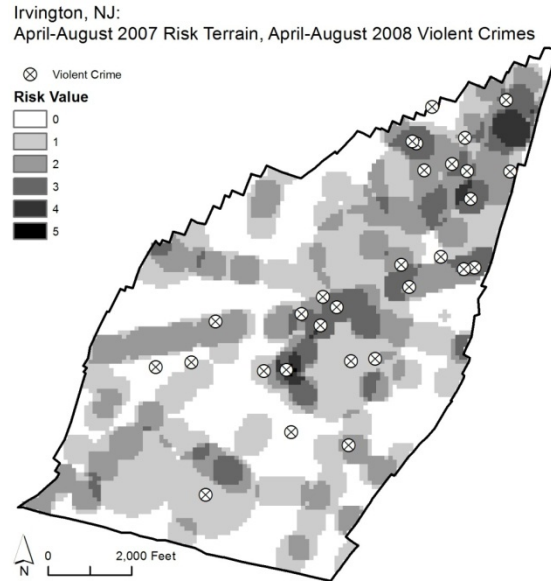 Irvington, NJ:
April-August 2007 Risk Terrain, April-August 2008 Violent Crimes
Violent Crime
Risk Value
0
1
2
3
4
5
N
0 2,000 Feet